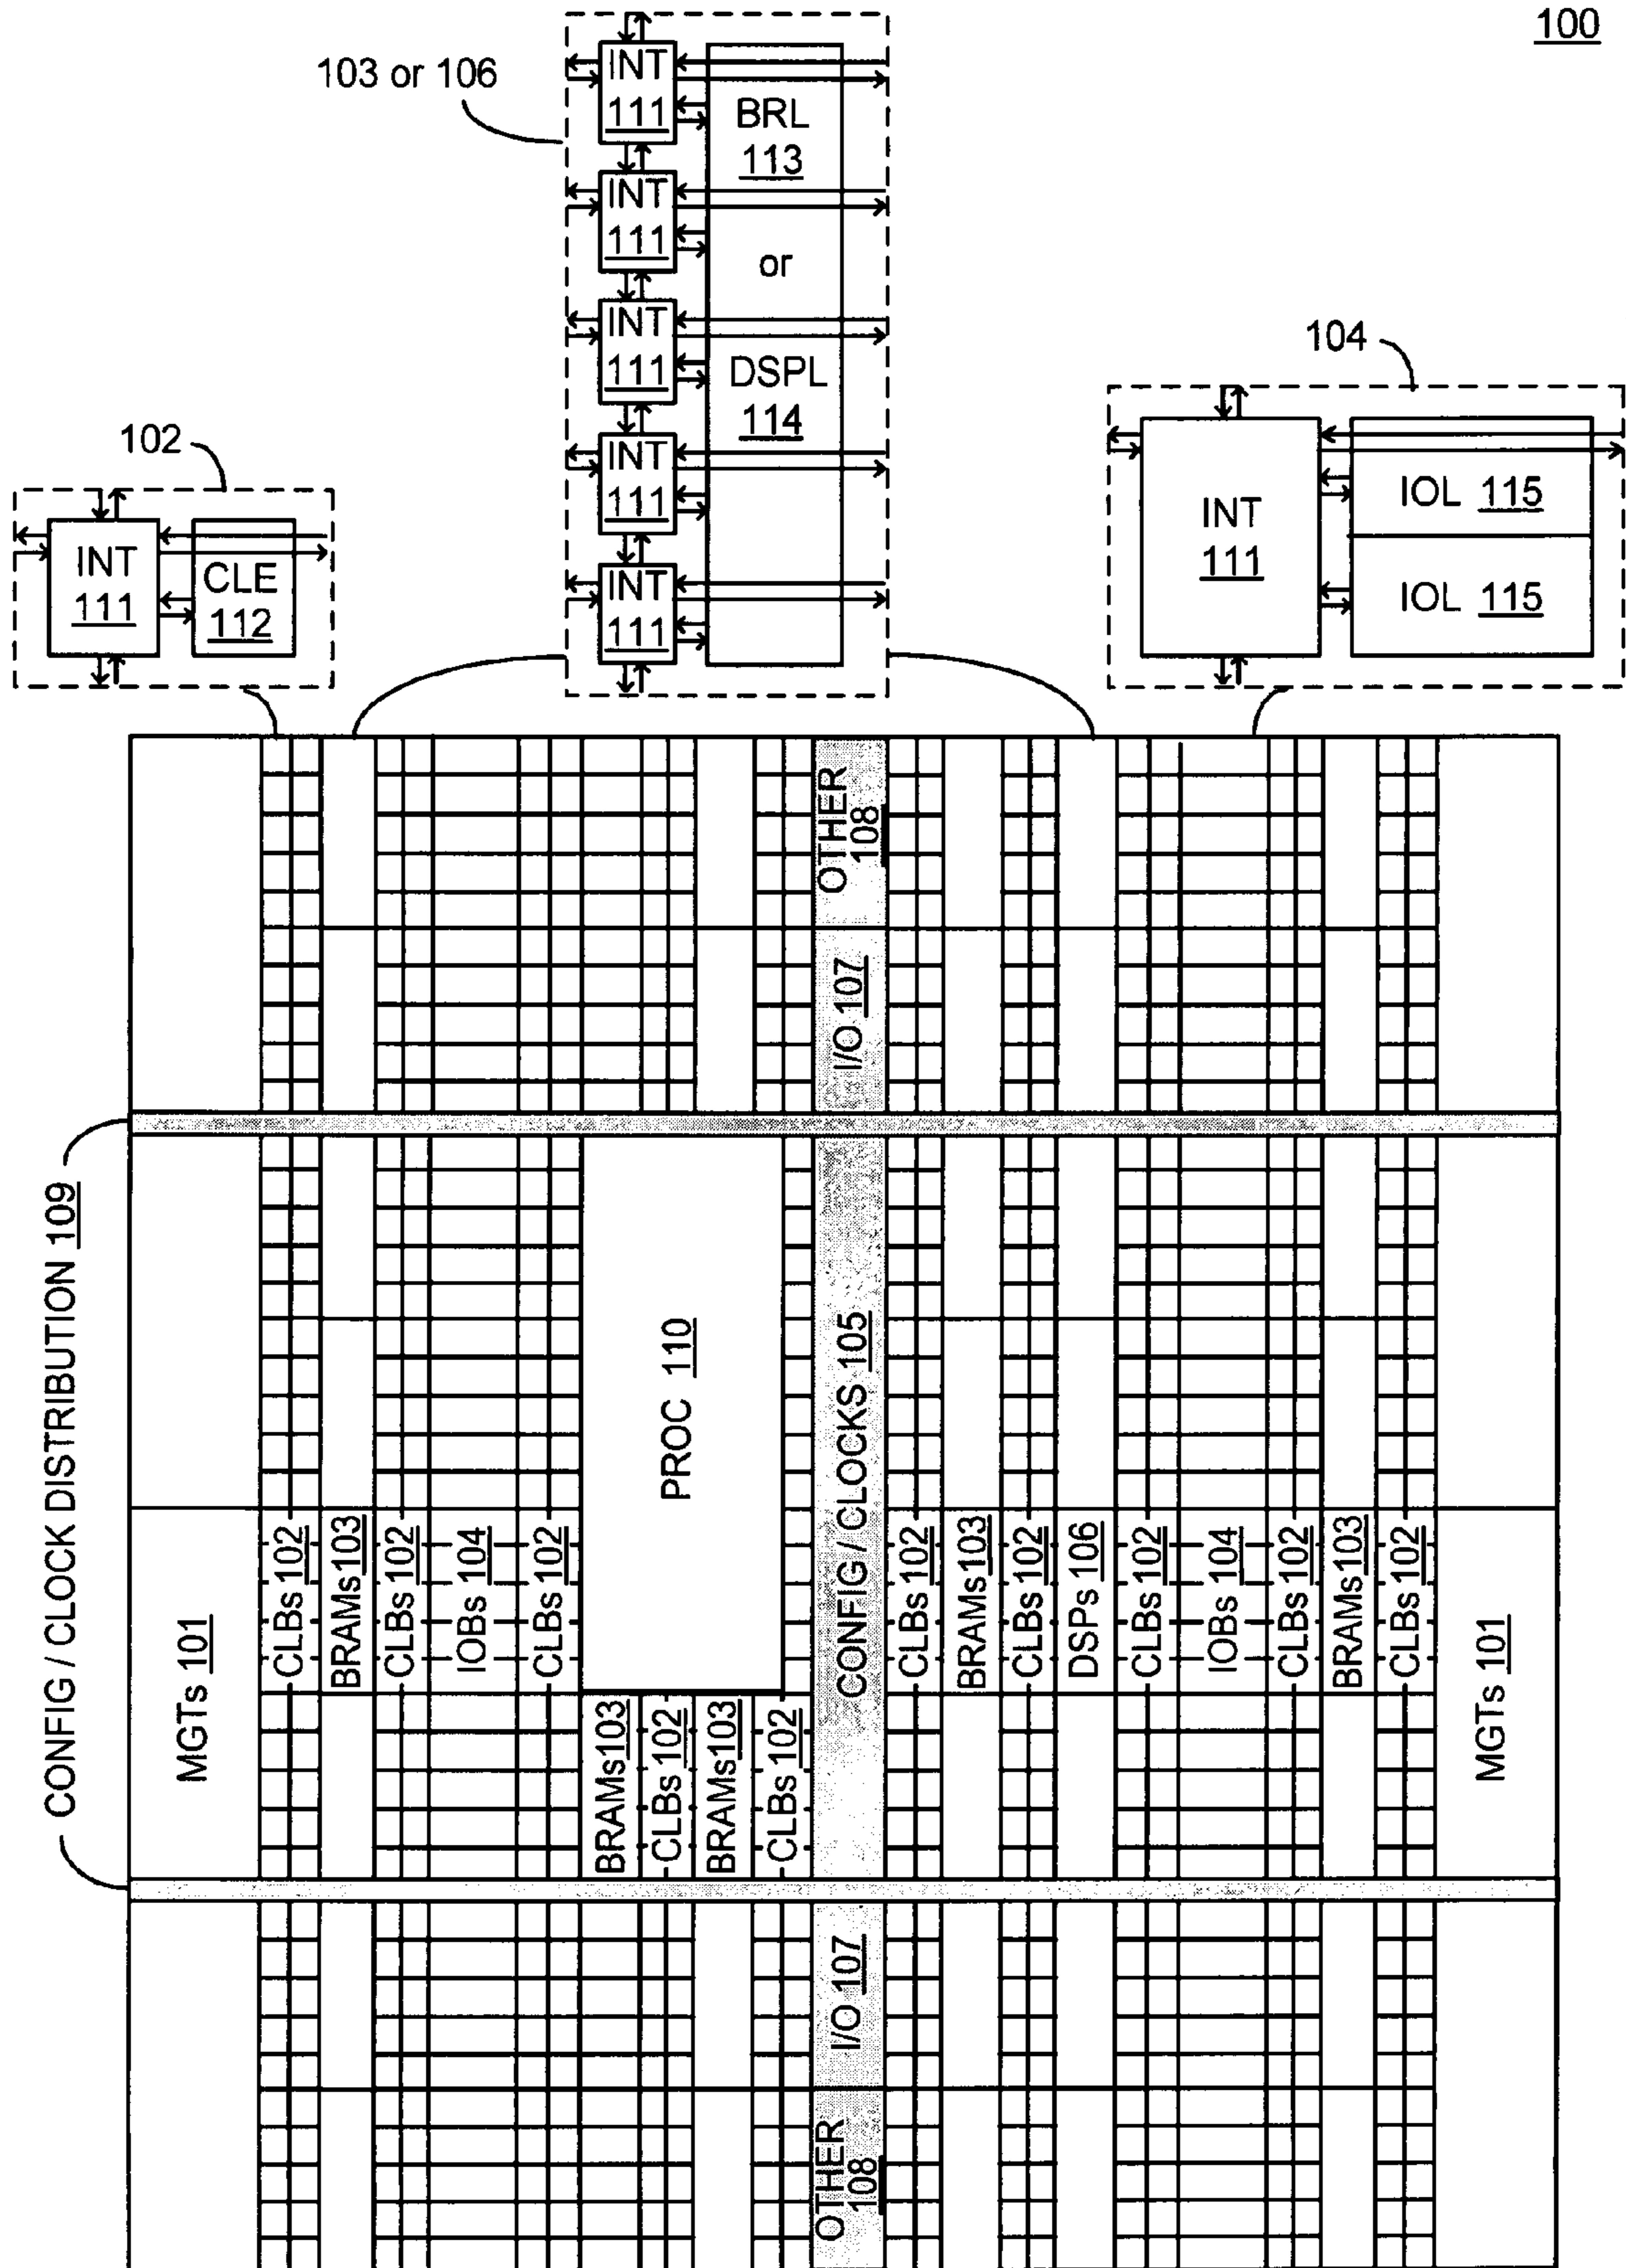 100
103 or 106
INT
111
INT
111
INT
111
INT
111
INT
111
BRL
113
or
DSPL
114
104
INT
111
IOL 115
IOL 115
102
INT
111
CLE
112
OTHER
108
I/O 107
CONFIG / CLOCK DISTRIBUTION 109
PROC 110
CONFIG / CLOCKS 105
MGTs 101
CLBs 102
BRAMs 103
CLBs 102
IOBs 104
CLBs 102
BRAMs 103
CLBs 102
BRAMs 103
CLBs 102
CLBs 102
BRAMs 103
CLBs 102
DSPs 106
CLBs 102
IOBs 104
CLBs 102
BRAMs 103
CLBs 102
MGTs 101
I/O 107
OTHER
108